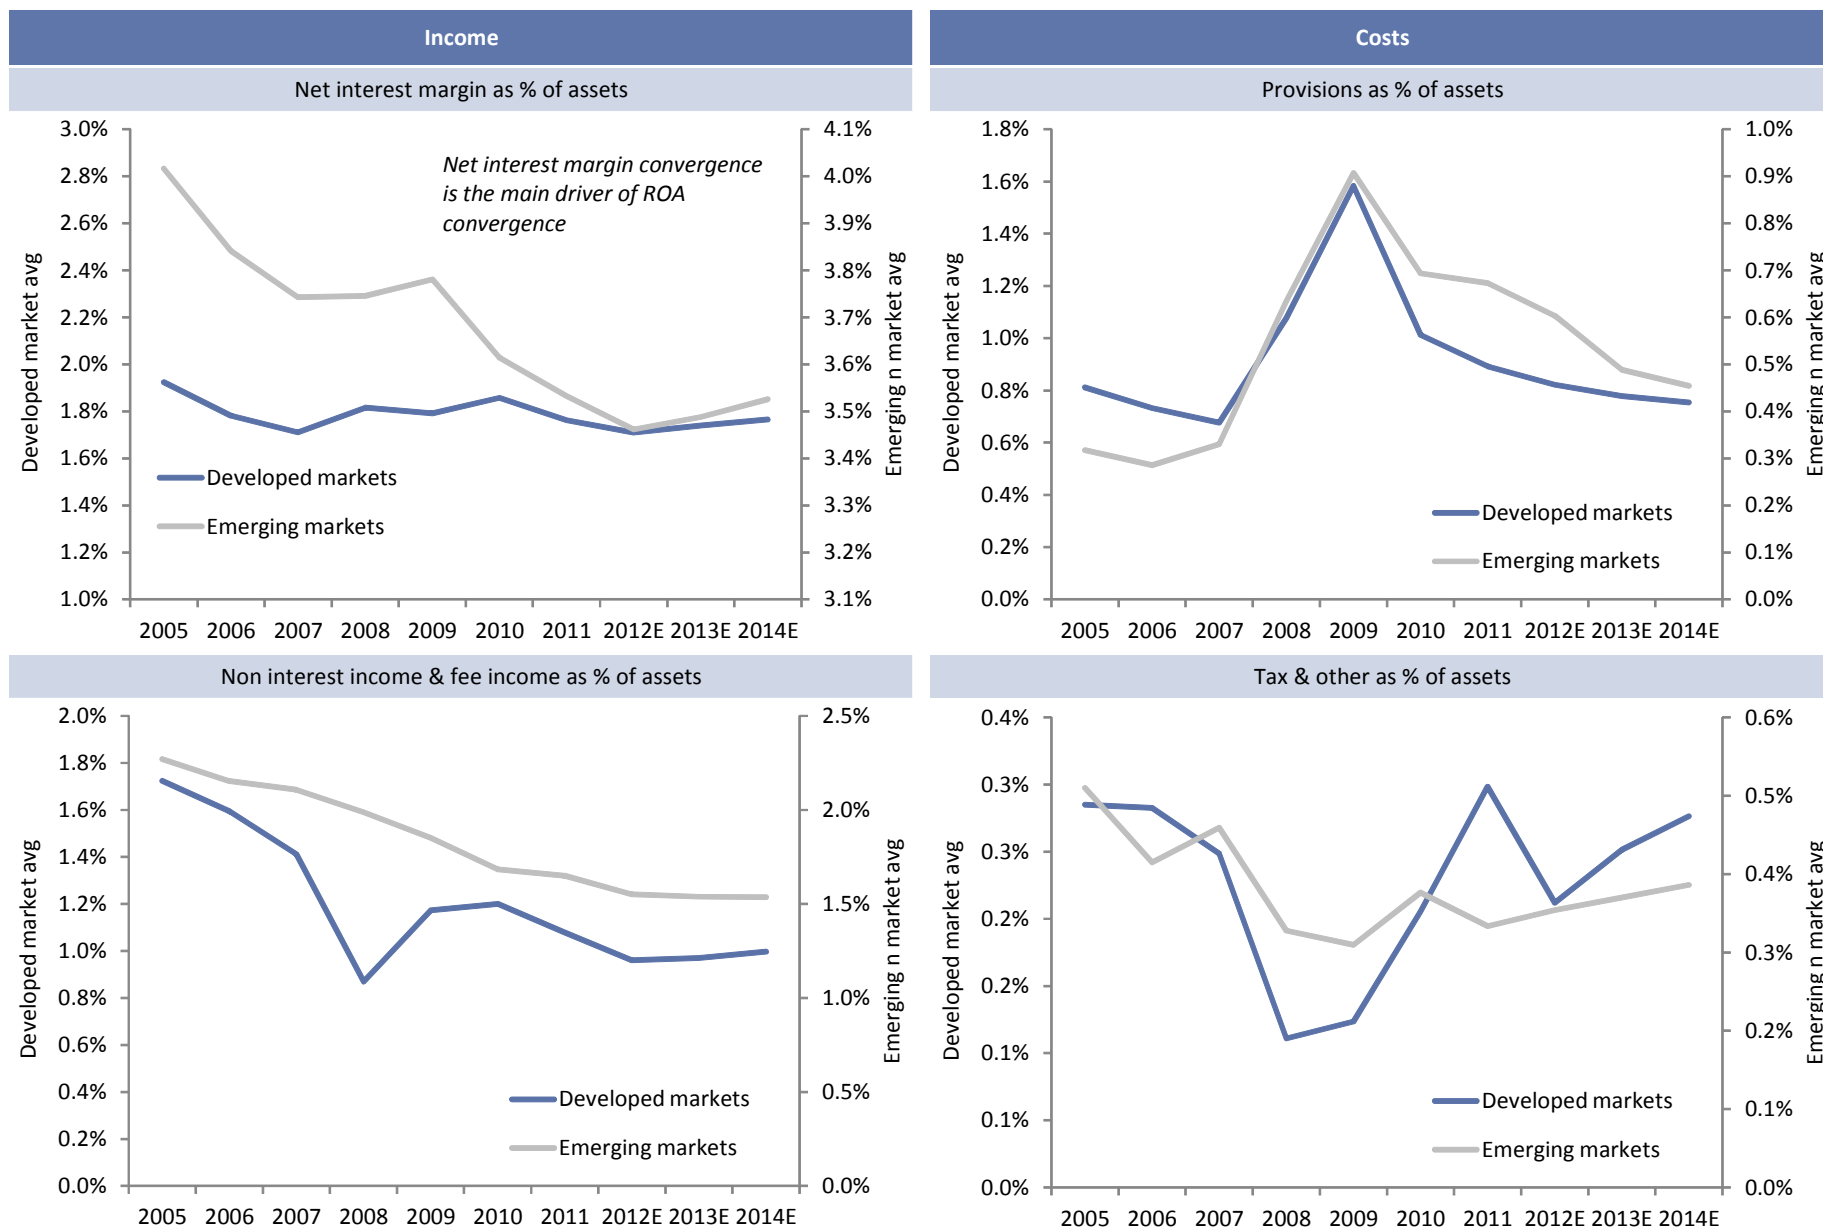 Income
Net interest margin as % of assets
Developed market avg
3.0%
2.8%
2.6%
2.4%
2.2%
2.0%
1.8%
1.6%
1.4%
1.2%
1.0%
Net interest margin convergence
is the main driver of ROA
convergence
Developed markets
Emerging markets
4.1%
4.0%
3.9%
3.8%
3.7%
3.6%
3.5%
3.4%
3.3%
3.2%
3.1%
Emerging n market avg
2005 2006 2007 2008 2009 2010 2011 2012E 2013E 2014E
Costs
Provisions as % of assets
Developed market avg
1.8%
1.6%
1.4%
1.2%
1.0%
0.8%
0.6%
0.4%
0.2%
0.0%
Developed markets
Emerging markets
1.0%
0.9%
0.8%
0.7%
0.6%
0.5%
0.4%
0.3%
0.2%
0.1%
0.0%
Emerging n market avg
2005 2006 2007 2008 2009 2010 2011 2012E 2013E 2014E
Non interest income & fee income as % of assets
Developed market avg
2.0%
1.8%
1.6%
1.4%
1.2%
1.0%
0.8%
0.6%
0.4%
0.2%
0.0%
Developed markets
Emerging markets
2.5%
2.0%
1.5%
1.0%
0.5%
0.0%
Emerging n market avg
2005 2006 2007 2008 2009 2010 2011 2012E 2013E 2014E
Tax & other as % of assets
Developed market avg
0.4%
0.3%
0.3%
0.2%
0.2%
0.1%
0.1%
0.0%
Developed markets
Emerging markets
0.6%
0.5%
0.4%
0.3%
0.2%
0.1%
0.0%
Emerging n market avg
2005 2006 2007 2008 2009 2010 2011 2012E 2013E 2014E